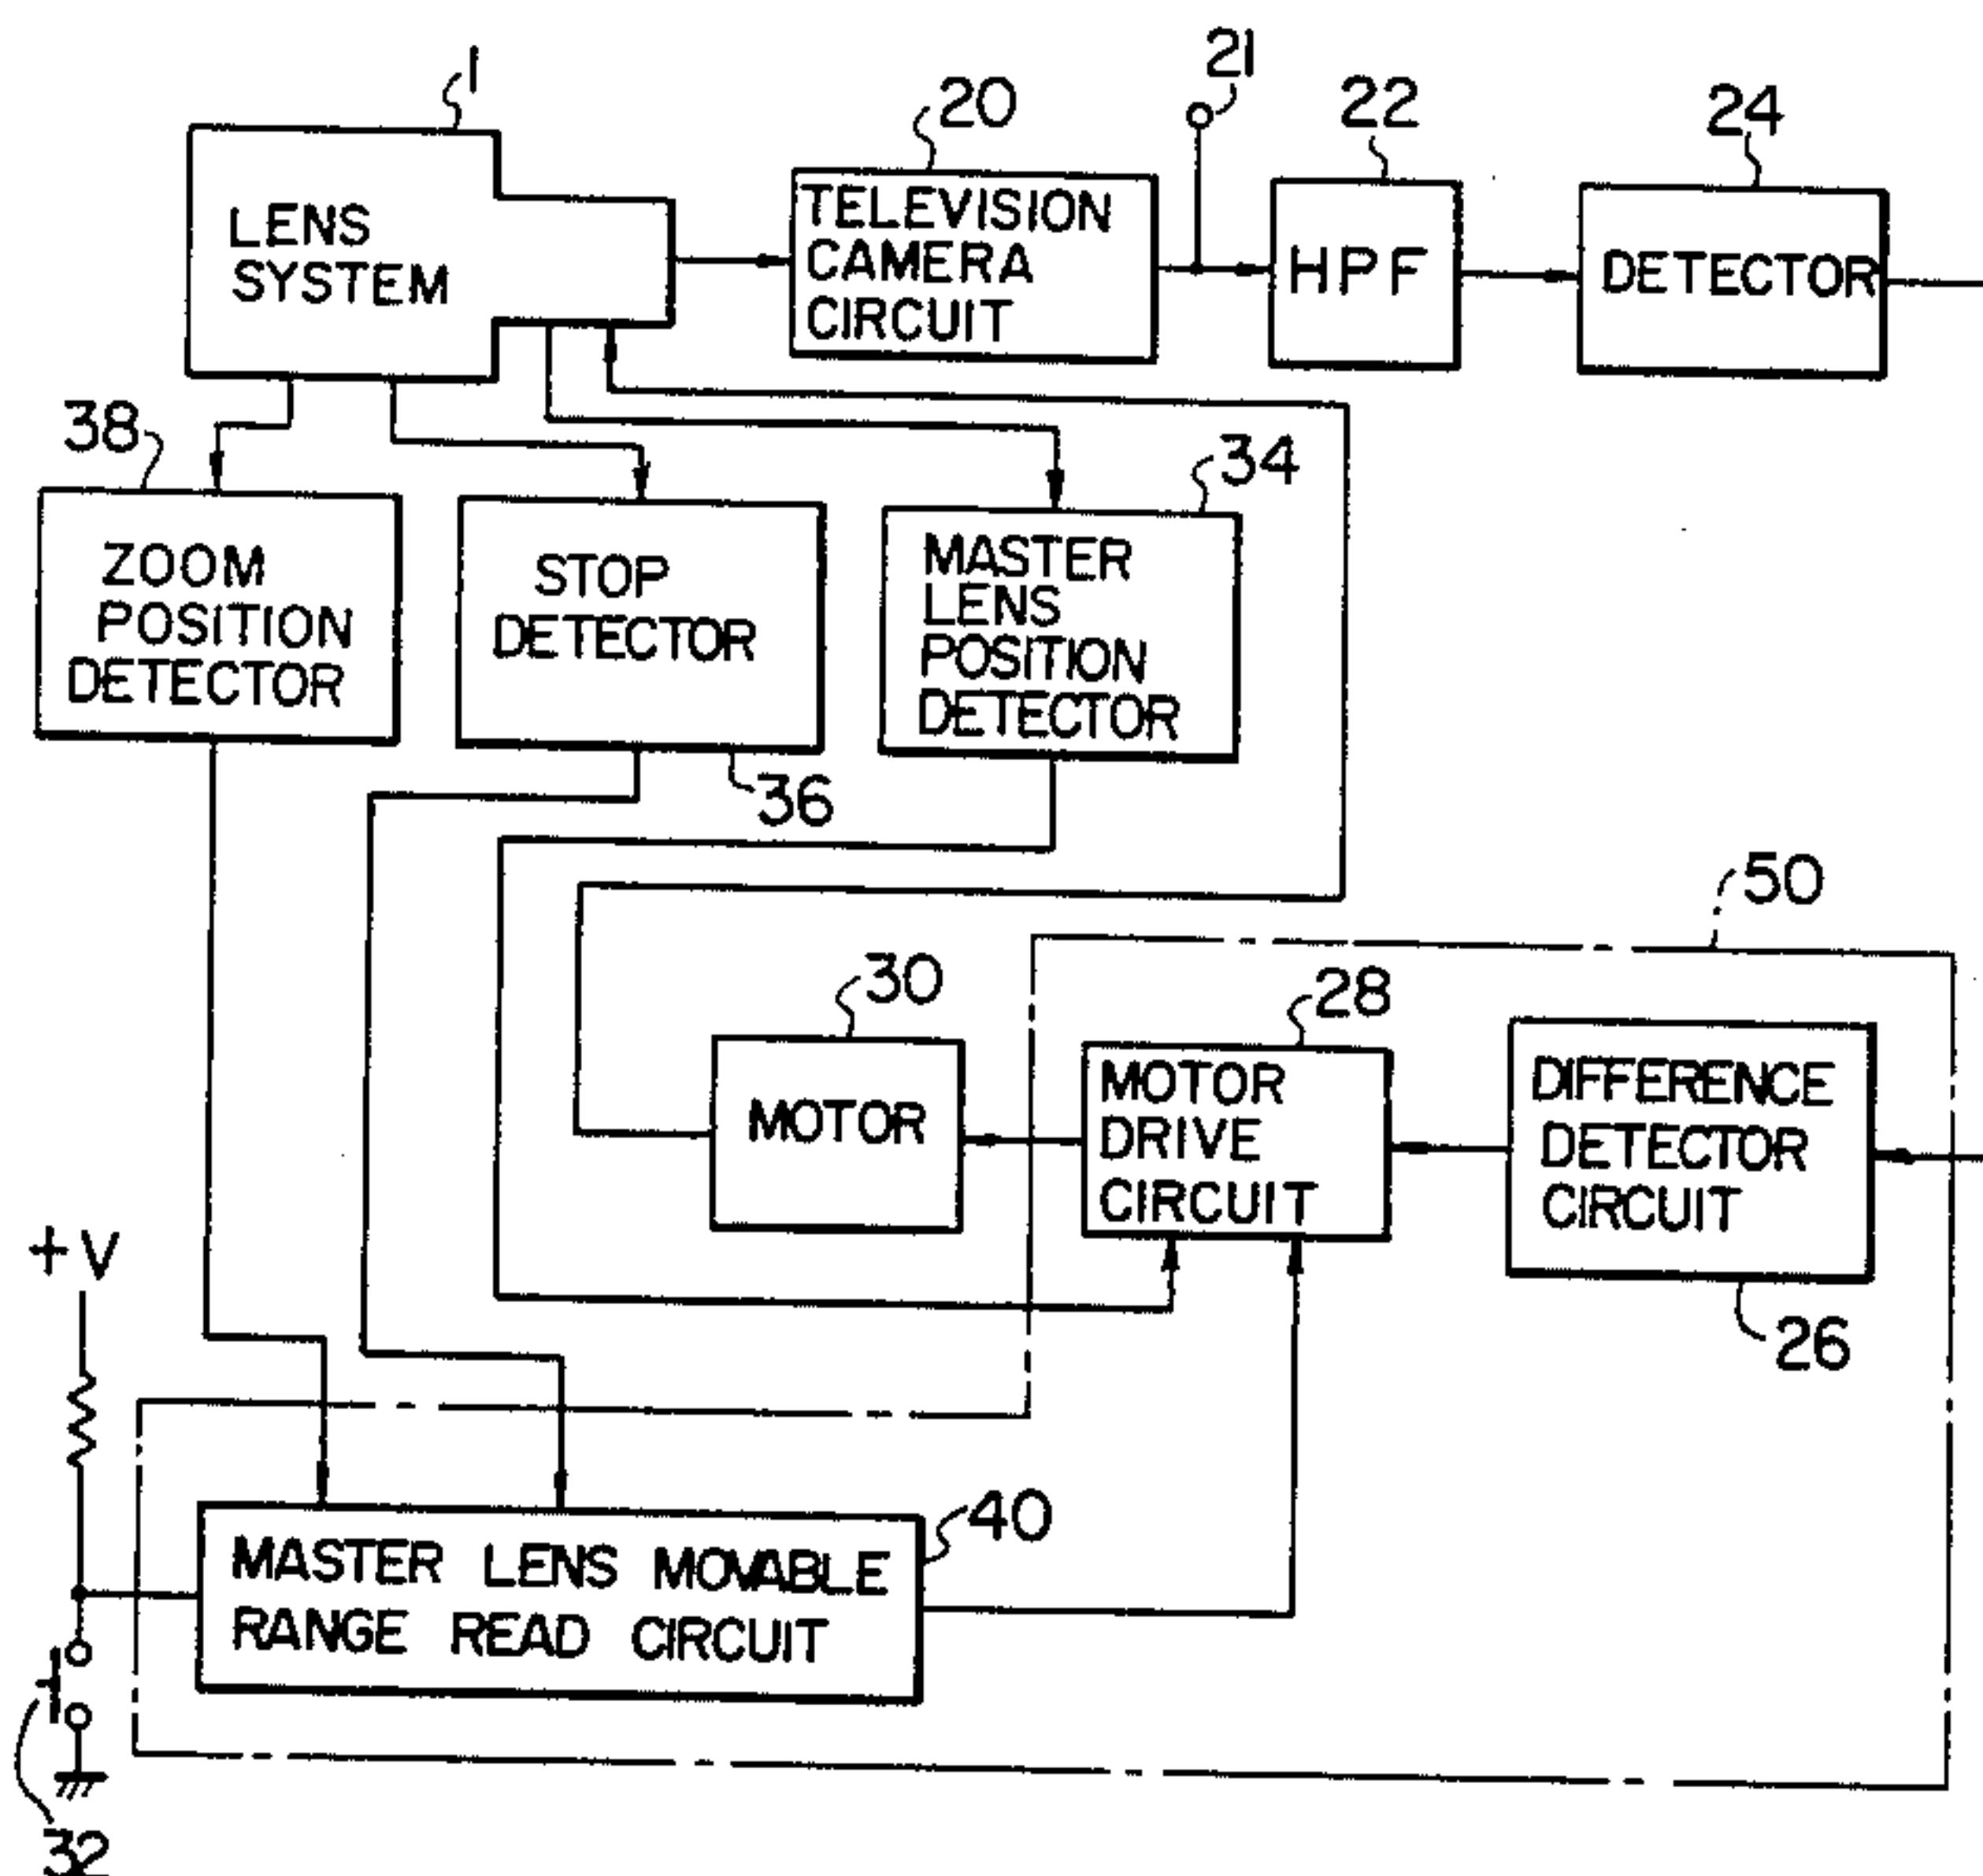 1
21
20
22
24
LENS
SYSTEM
TELEVISION
CAMERA
CIRCUIT
HPF
DETECTOR
38
34
ZOOM
POSITION
DETECTOR
STOP
DETECTOR
MASTER
LENS
POSITION
DETECTOR
36
50
30
28
MOTOR
MOTOR
DRIVE
CIRCUIT
DIFFERENCE
DETECTOR
CIRCUIT
26
+V
40
MASTER LENS MOVABLE
RANGE READ CIRCUIT
32